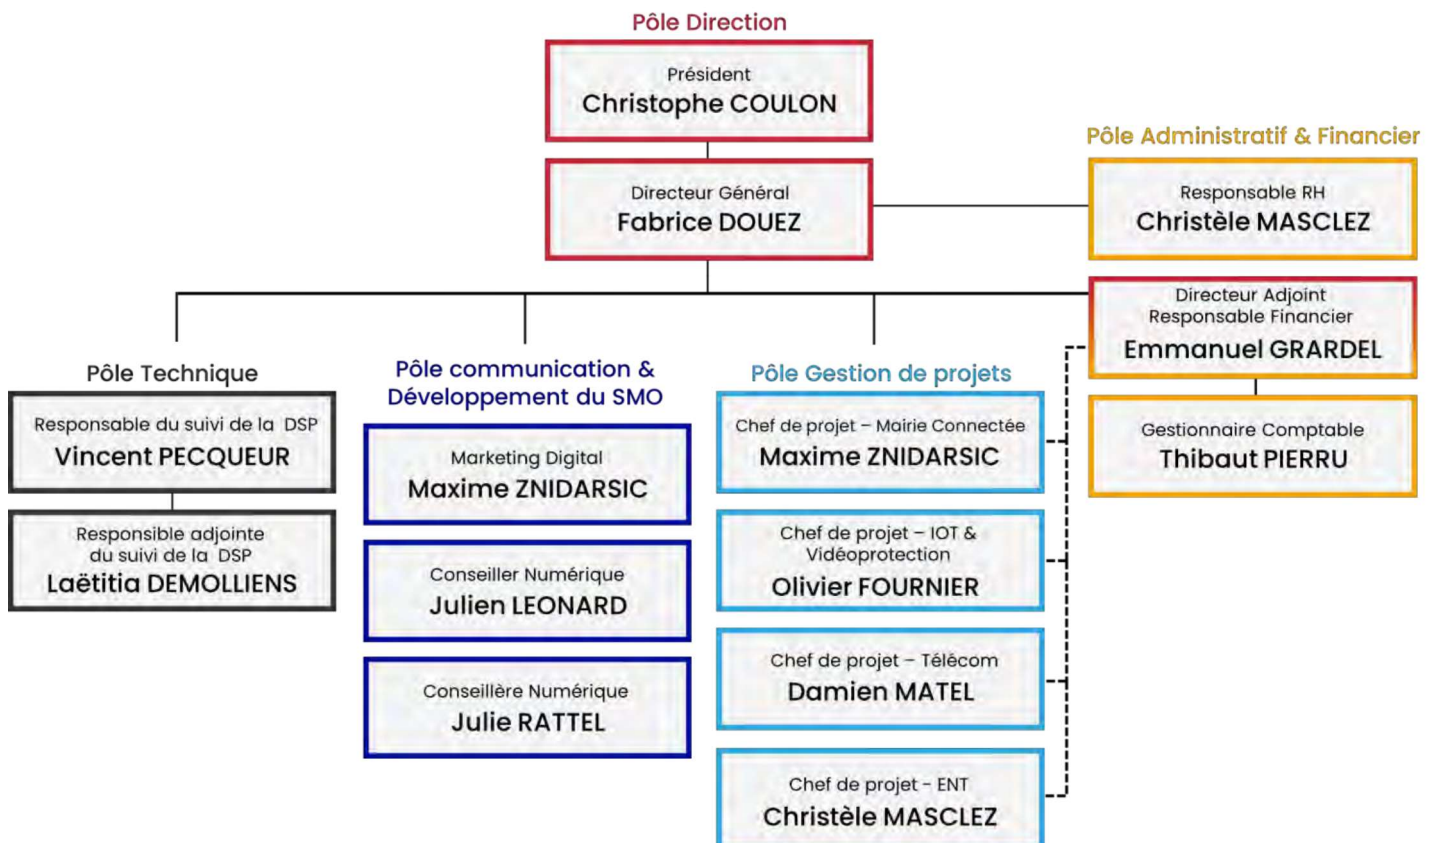 Pôle Direction
Président
Christophe COULON
Directeur Général
Fabrice DOUEZ
Pôle Administratif & Financier
Responsable RH
Christèle MASCLEZ
Directeur Adjoint
Responsable Financier
Emmanuel GRARDEL
Gestionnaire Comptable
Thibaut PIERRU
Pôle Technique
Responsable du suivi de la DSP
Vincent PECQUEUR
Responsible adjointe
du suivi de la DSP
Laëtitia DEMOLLIENS
Pôle communication &
Développement du SMO
Marketing Digital
Maxime ZNIDARSIC
Conseiller Numérique
Julien LEONARD
Conseillère Numérique
Julie RATTEL
Pôle Gestion de projets
Chef de projet – Mairie Connectée
Maxime ZNIDARSIC
Chef de projet – IOT &
Vidéoprotection
Olivier FOURNIER
Chef de projet – Télécom
Damien MATEL
Chef de projet - ENT
Christèle MASCLEZ